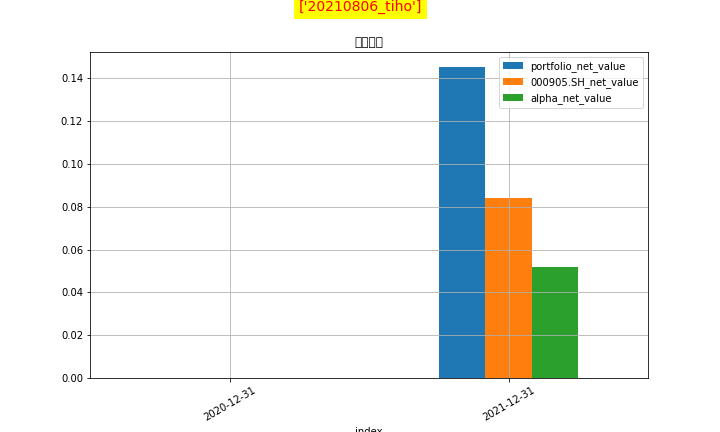 ['20210806_tiho']
portfolio_net_value
000905.SH_net_value
alpha_net_value
0.14
0.12
0.10
0.08
0.06
0.04
0.02
0.00
2020-12-31
2021-12-31
index